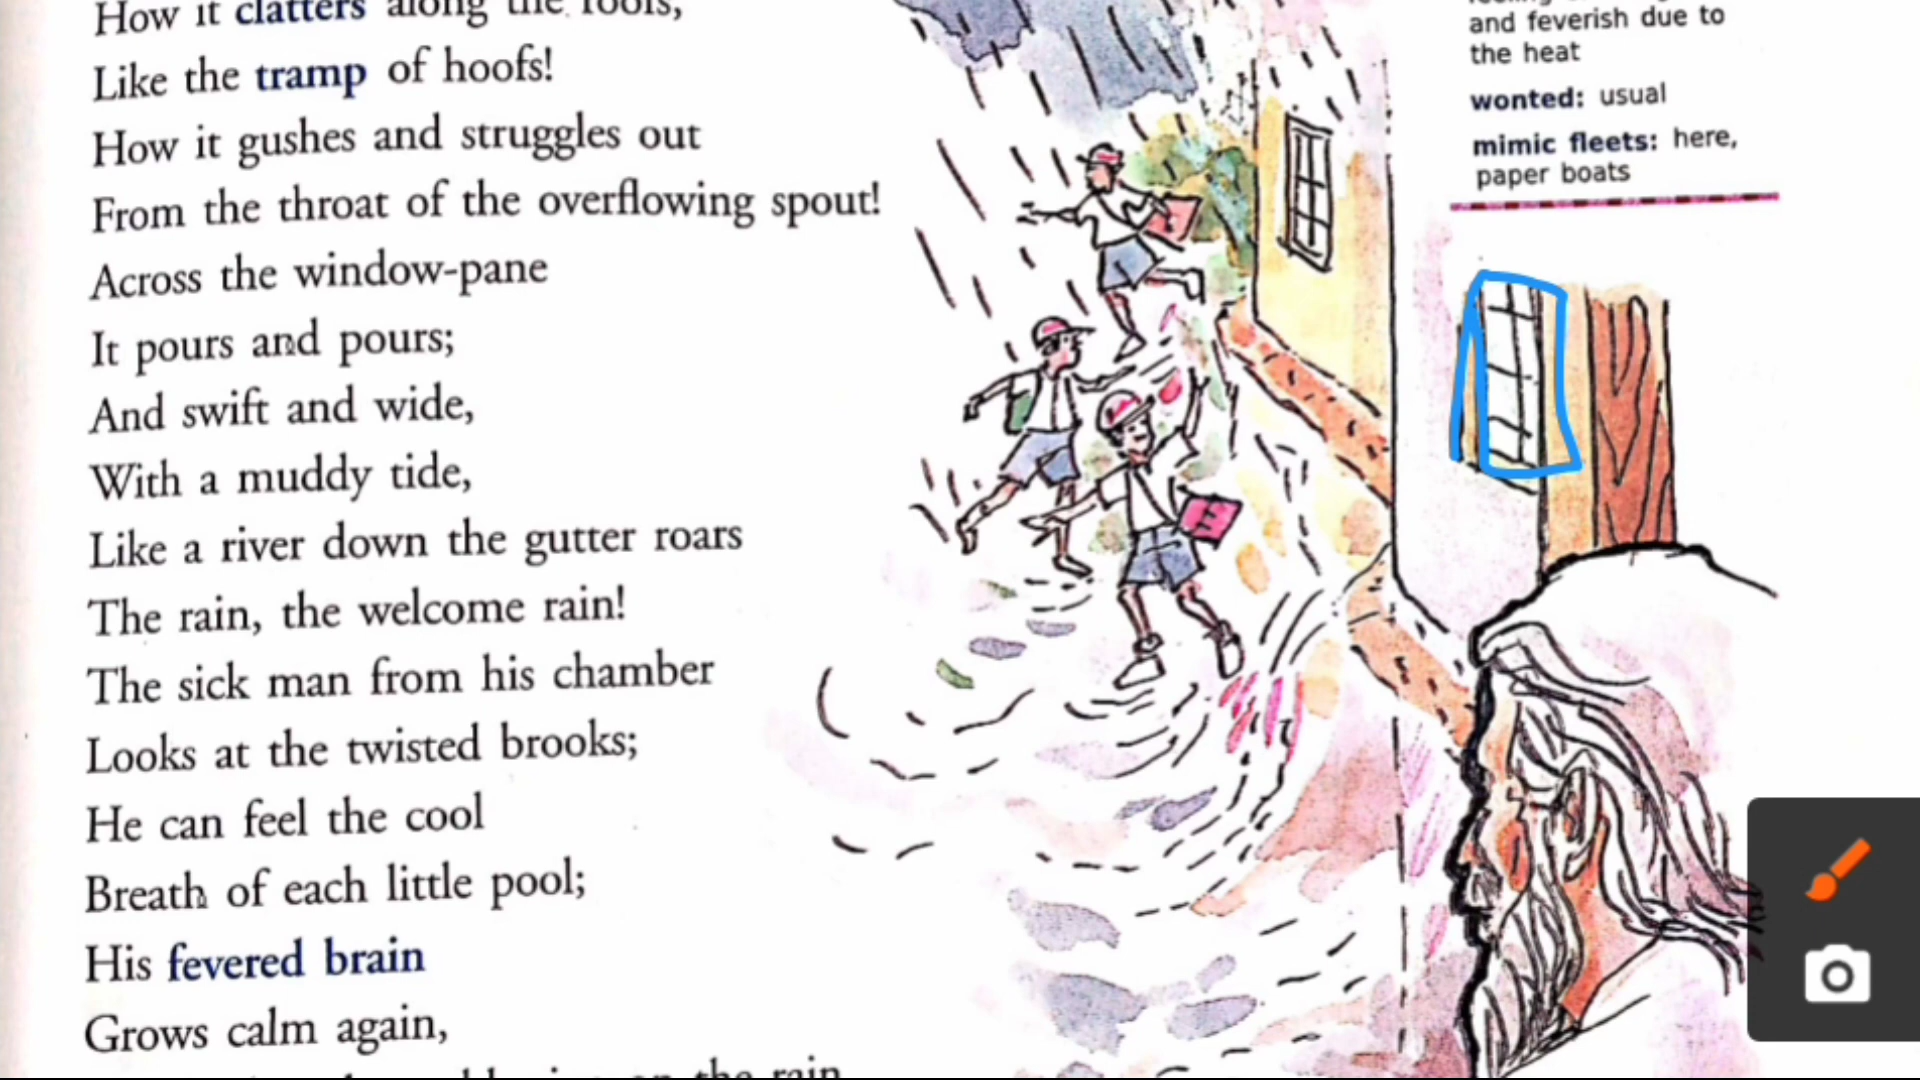 How it clatters along the roofs,
Like the tramp of hoofs!
How it gushes and struggles out
From the throat of the overflowing spout!
Across the window-pane
It pours and pours;
And swift and wide,
With a muddy tide,
Like a river down the gutter roars
The rain, the welcome rain!
The sick man from his chamber
Looks at the twisted brooks;
He can feel the cool
Breath of each little pool;
His fevered brain
Grows calm again,
on the rain
and feverish due to
the heat
wonted: usual
mimic fleets: here,
paper boats